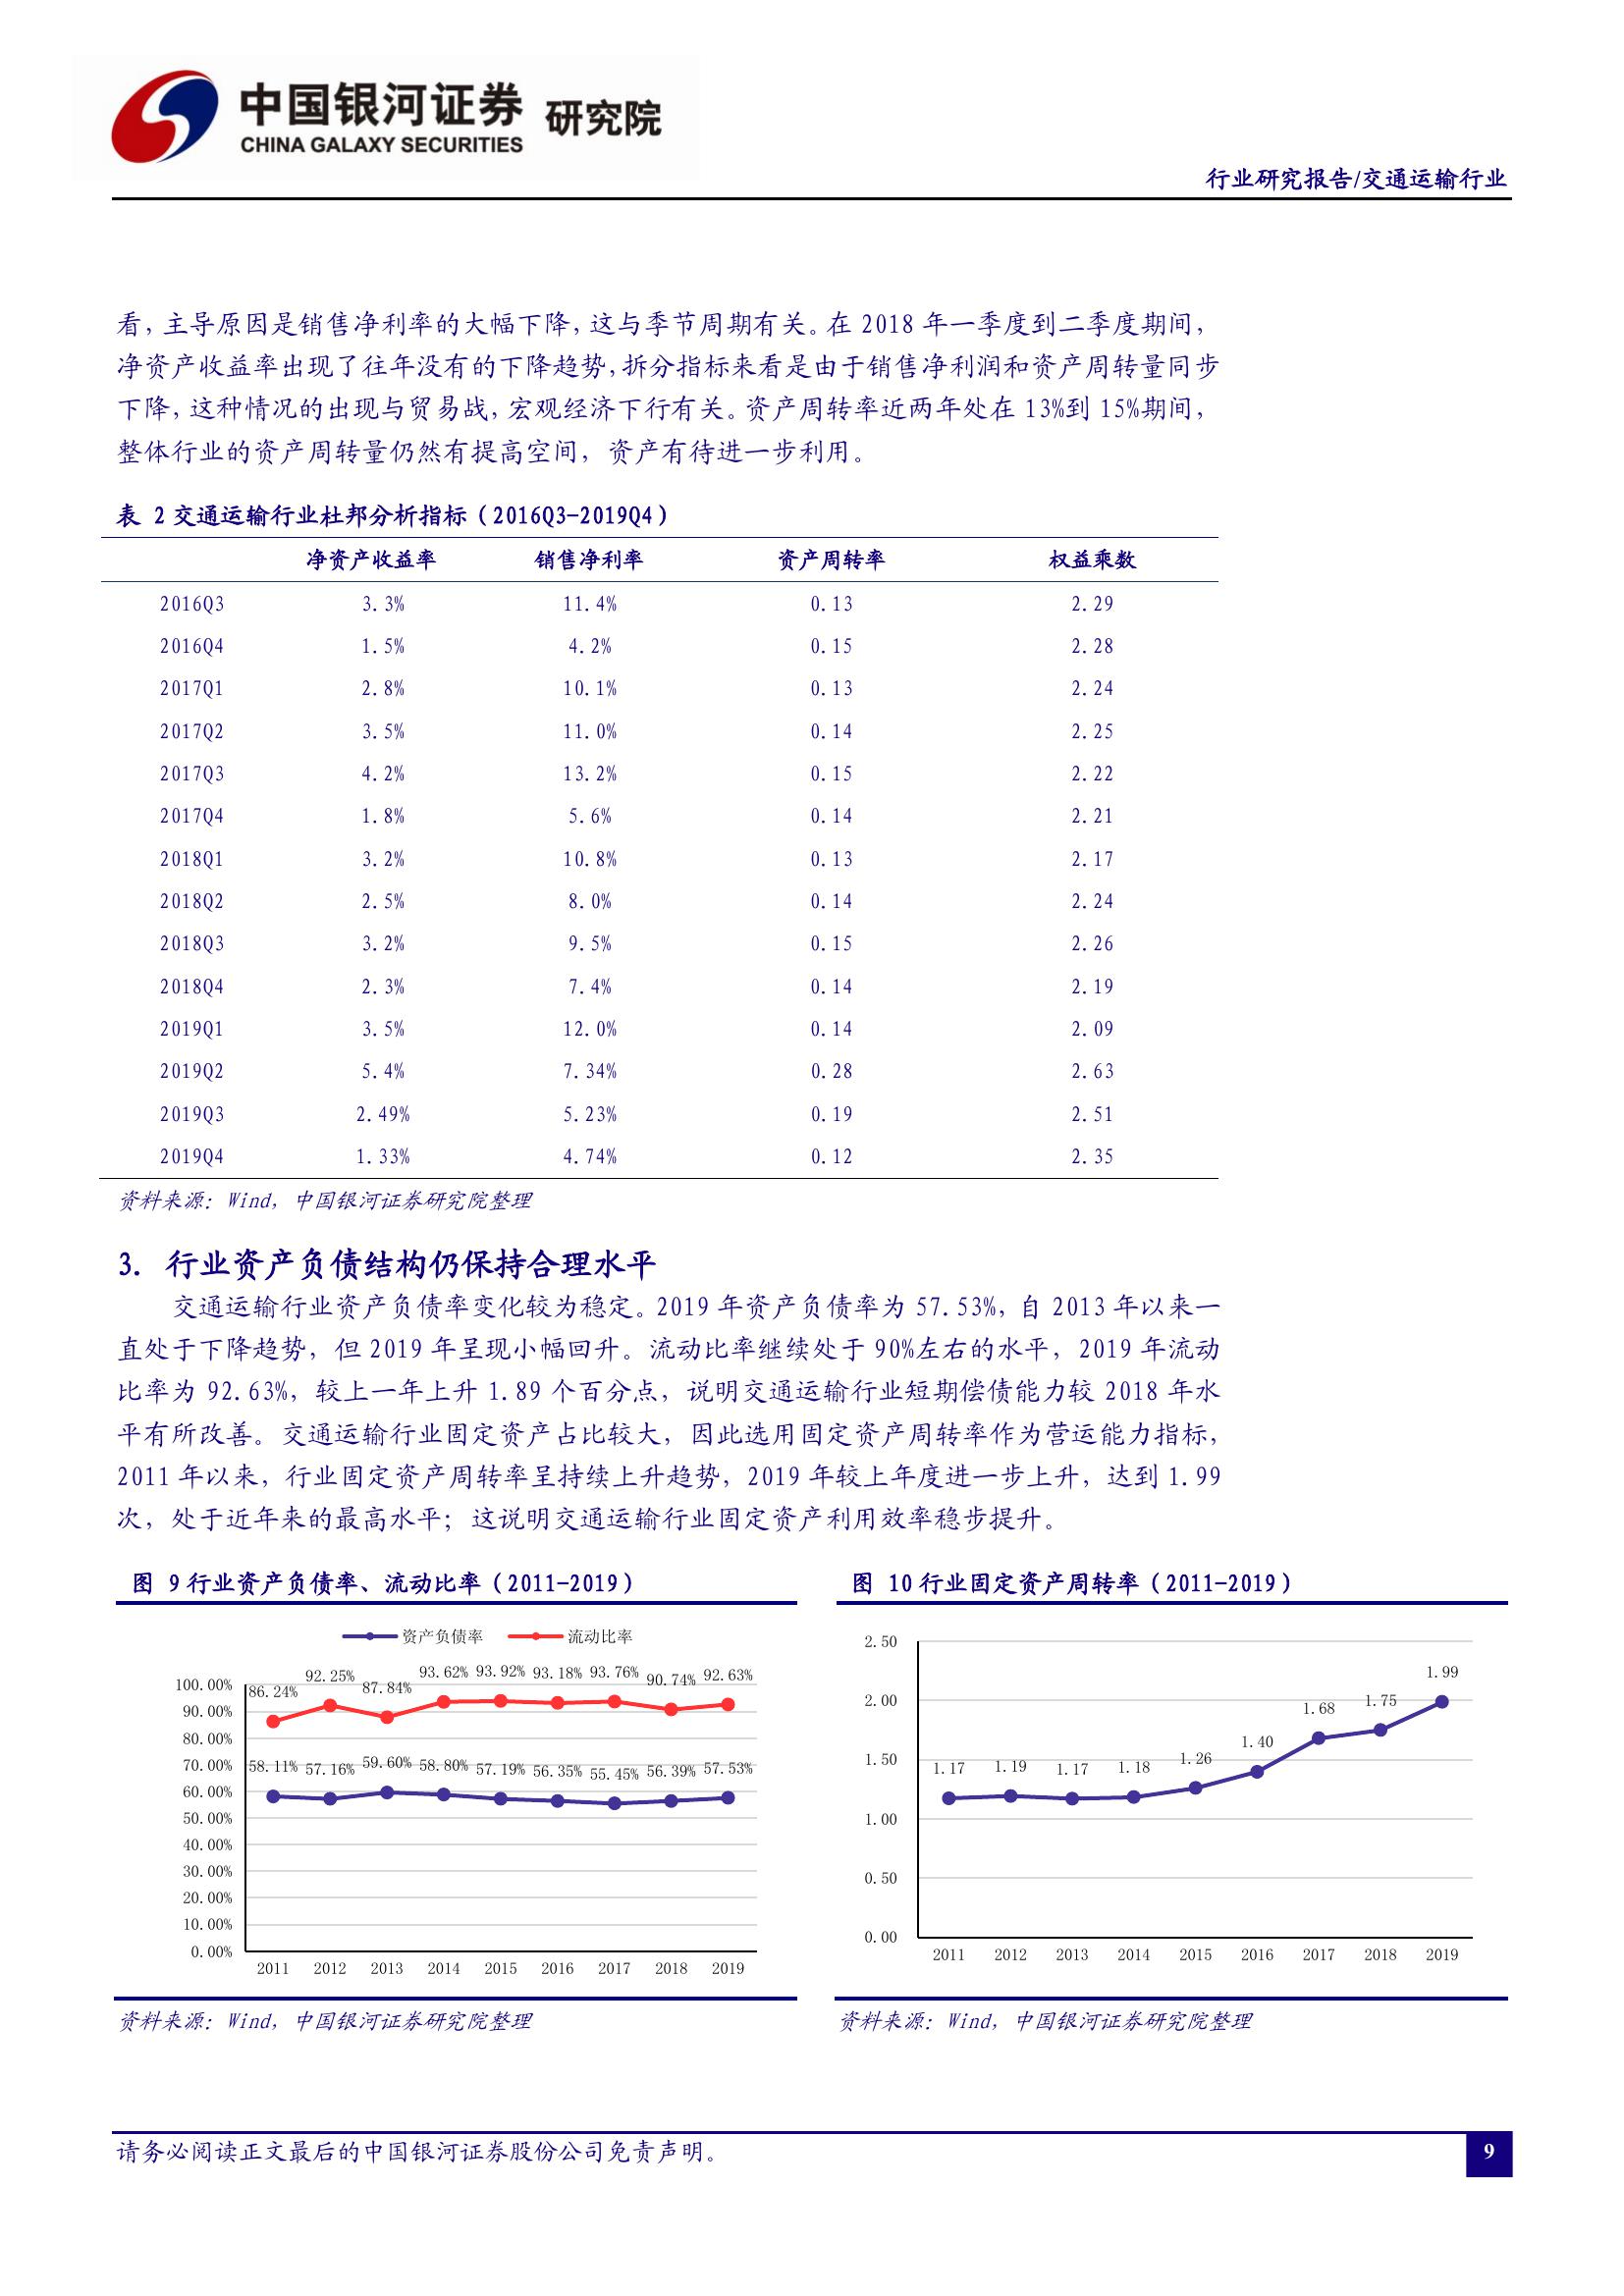 中国银河证券 研究院
CHINA GALAXY SECURITIES
行业研究报告/交通运输行业
看，主导原因是销售净利率的大幅下降，这与季节周期有关。在 2018 年一季度到二季度期间，
净资产收益率出现了往年没有的下降趋势，拆分指标来看是由于销售净利润和资产周转量同步
下降，这种情况的出现与贸易战，宏观经济下行有关。资产周转率近两年处在 13%到 15%期间，
整体行业的资产周转量仍然有提高空间，资产有待进一步利用。
表 2 交通运输行业杜邦分析指标（2016Q3-2019Q4）
净资产收益率 销售净利率 资产周转率 权益乘数
2016Q3 3.3% 11.4% 0.13 2.29
2016Q4 1.5% 4.2% 0.15 2.28
2017Q1 2.8% 10.1% 0.13 2.24
2017Q2 3.5% 11.0% 0.14 2.25
2017Q3 4.2% 13.2% 0.15 2.22
2017Q4 1.8% 5.6% 0.14 2.21
2018Q1 3.2% 10.8% 0.13 2.17
2018Q2 2.5% 8.0% 0.14 2.24
2018Q3 3.2% 9.5% 0.15 2.26
2018Q4 2.3% 7.4% 0.14 2.19
2019Q1 3.5% 12.0% 0.14 2.09
2019Q2 5.4% 7.34% 0.28 2.63
2019Q3 2.49% 5.23% 0.19 2.51
2019Q4 1.33% 4.74% 0.12 2.35
资料来源：Wind，中国银河证券研究院整理
3. 行业资产负债结构仍保持合理水平
交通运输行业资产负债率变化较为稳定。2019 年资产负债率为 57.53%，自 2013 年以来一
直处于下降趋势，但 2019 年呈现小幅回升。流动比率继续处于 90%左右的水平，2019 年流动
比率为 92.63%，较上一年上升 1.89 个百分点，说明交通运输行业短期偿债能力较 2018 年水
平有所改善。交通运输行业固定资产占比较大，因此选用固定资产周转率作为营运能力指标，
2011 年以来，行业固定资产周转率呈持续上升趋势，2019 年较上年度进一步上升，达到 1.99
次，处于近年来的最高水平；这说明交通运输行业固定资产利用效率稳步提升。
图 9 行业资产负债率、流动比率（2011-2019）
资产负债率 流动比率
86.24% 92.25% 87.84% 93.62% 93.92% 93.18% 93.76% 90.74% 92.63%
58.11% 57.16% 59.60% 58.80% 57.19% 56.35% 55.45% 56.39% 57.53%
100.00%
90.00%
80.00%
70.00%
60.00%
50.00%
40.00%
30.00%
20.00%
10.00%
0.00%
2011 2012 2013 2014 2015 2016 2017 2018 2019
资料来源：Wind，中国银河证券研究院整理
图 10 行业固定资产周转率（2011-2019）
2.50
2.00
1.50
1.00
0.50
0.00
1.17 1.19 1.17 1.18 1.26 1.40 1.68 1.75 1.99
2011 2012 2013 2014 2015 2016 2017 2018 2019
资料来源：Wind，中国银河证券研究院整理
请务必阅读正文最后的中国银河证券股份公司免责声明。
9